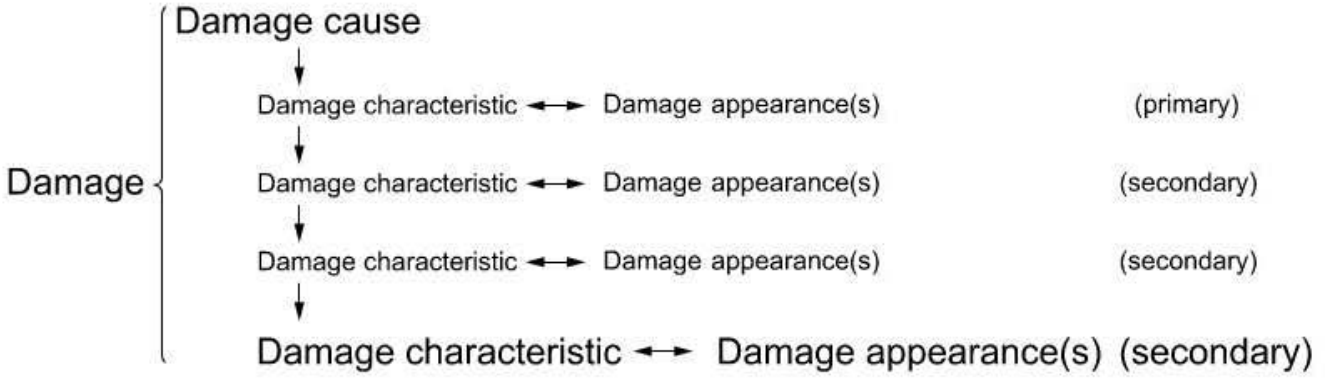 Damage cause
Damage characteristic Damage appearance(s) (primary)
Damage Damage characteristic Damage appearance(s) (secondary)
Damage characteristic Damage appearance(s) (secondary)
Damage characteristic Damage appearance(s) (secondary)